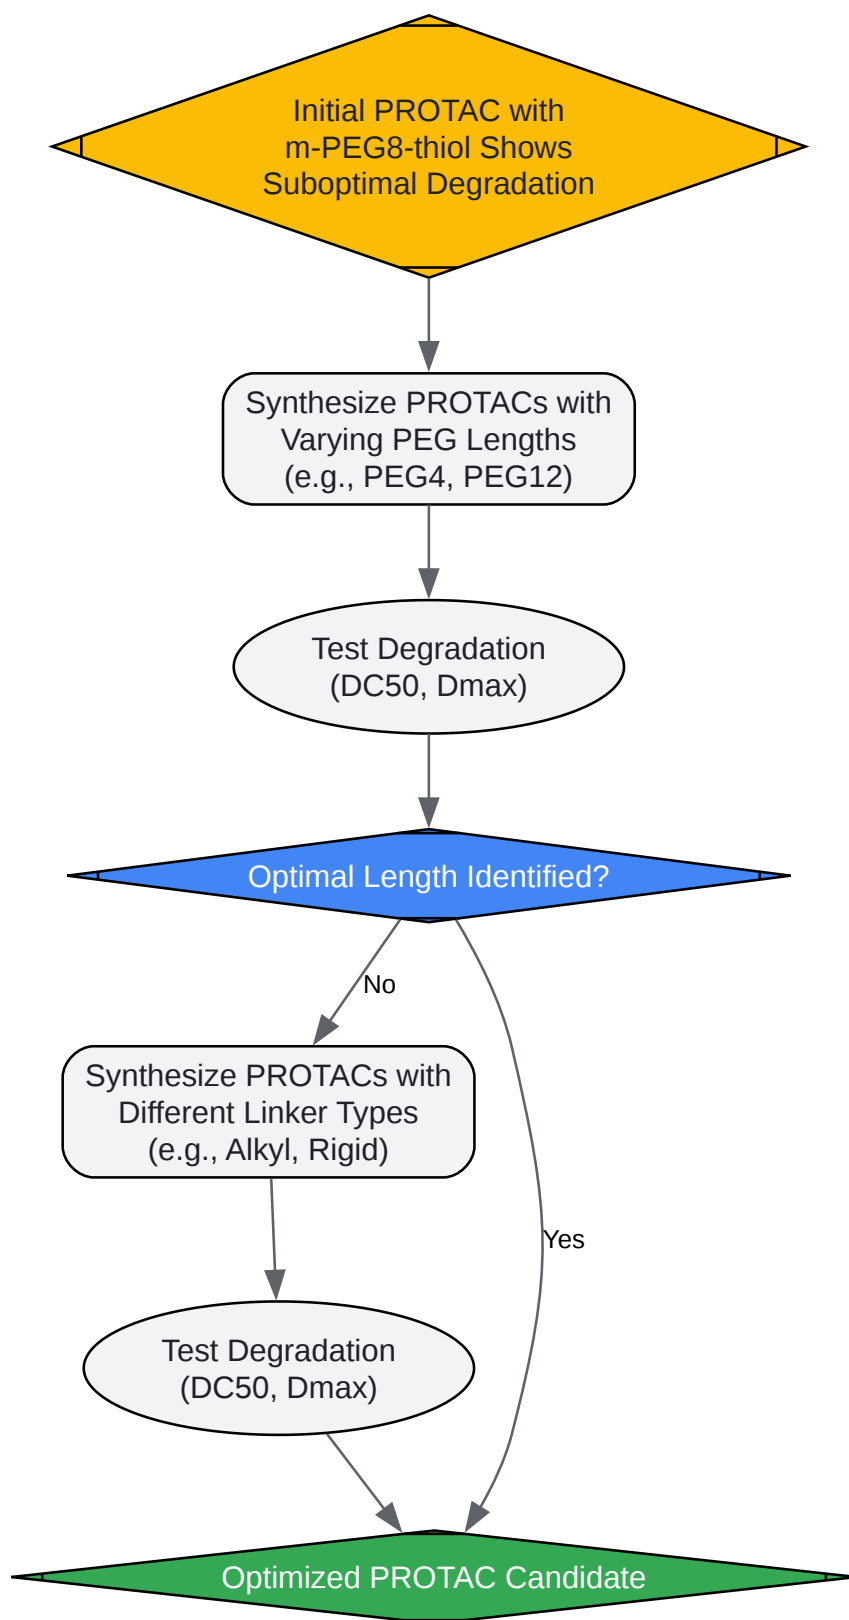 Initial PROTAC with
m-PEG8-thiol Shows
Suboptimal Degradation
Synthesize PROTACs with
Varying PEG Lengths
(e.g., PEG4, PEG12)
Test Degradation
(DC50, Dmax)
Optimal Length Identified?
No
Synthesize PROTACs with
Different Linker Types
(e.g., Alkyl, Rigid)
Yes
Test Degradation
(DC50, Dmax)
Optimized PROTAC Candidate